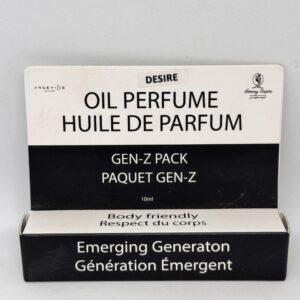 DESIRE
OIL PERFUME
HUILE DE PARFUM
GEN-Z PACK
PAQUET GEN-Z
10ml
Body friendly
Respect du corps
Emerging Generaton
Génération Émergent